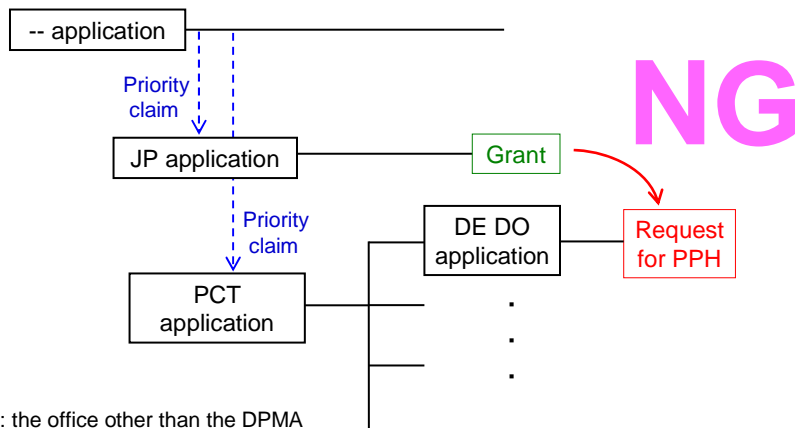 -- application
NG
Priority
claim
JP application
Grant
Priority
claim
DE DO
application
Request
for PPH
PCT
application
.
.
.
: the office other than the DPMA